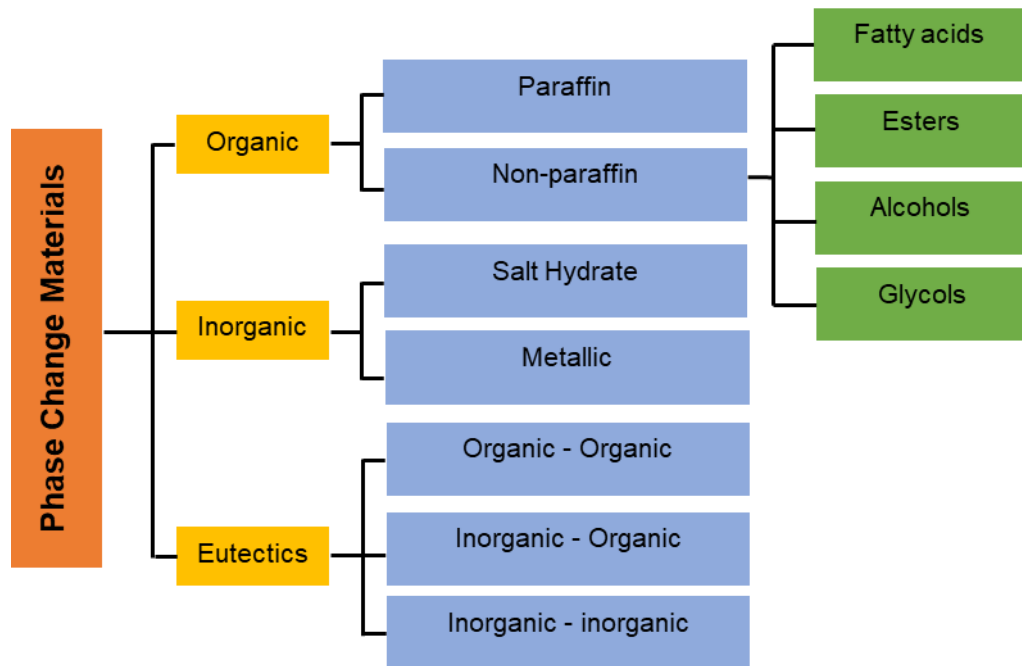 Phase Change Materials
Organic
Paraffin
Non-paraffin
Fatty acids
Esters
Alcohols
Glycols
Inorganic
Salt Hydrate
Metallic
Eutectics
Organic - Organic
Inorganic - Organic
Inorganic - inorganic